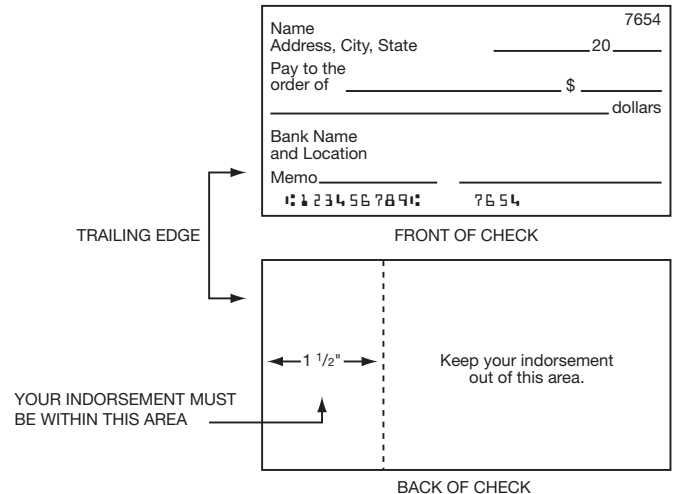 7654
Name
Address, City, State 20
Pay to the
order of $
dollars
Bank Name
and Location
Memo
⑆123456789⑆ 7654
TRAILING EDGE
FRONT OF CHECK
1 1/2"
Keep your indorsement
out of this area.
YOUR INDORSEMENT MUST
BE WITHIN THIS AREA
BACK OF CHECK